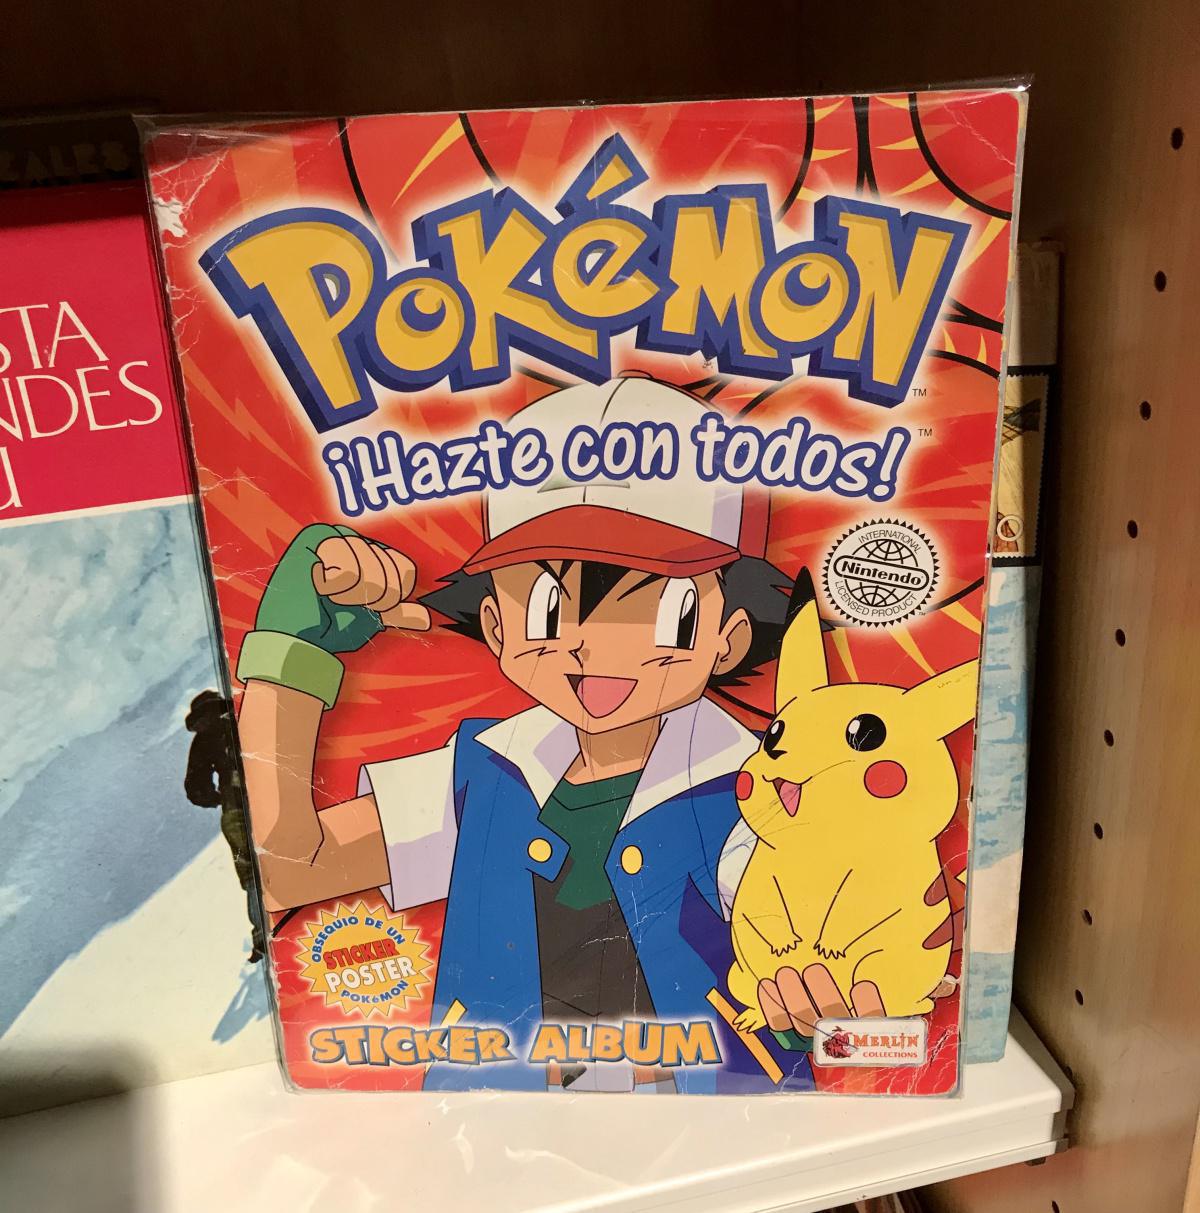 POKéMON
TM
¡Hazte con todos!
TM
INTERNATIONAL
Nintendo
LICENSED PRODUCT
OBSEQUIO DE UN
STICKER
POSTER
POKéMON
STICKER ALBUM
MERLIN
COLLECTIONS
STA
NDES